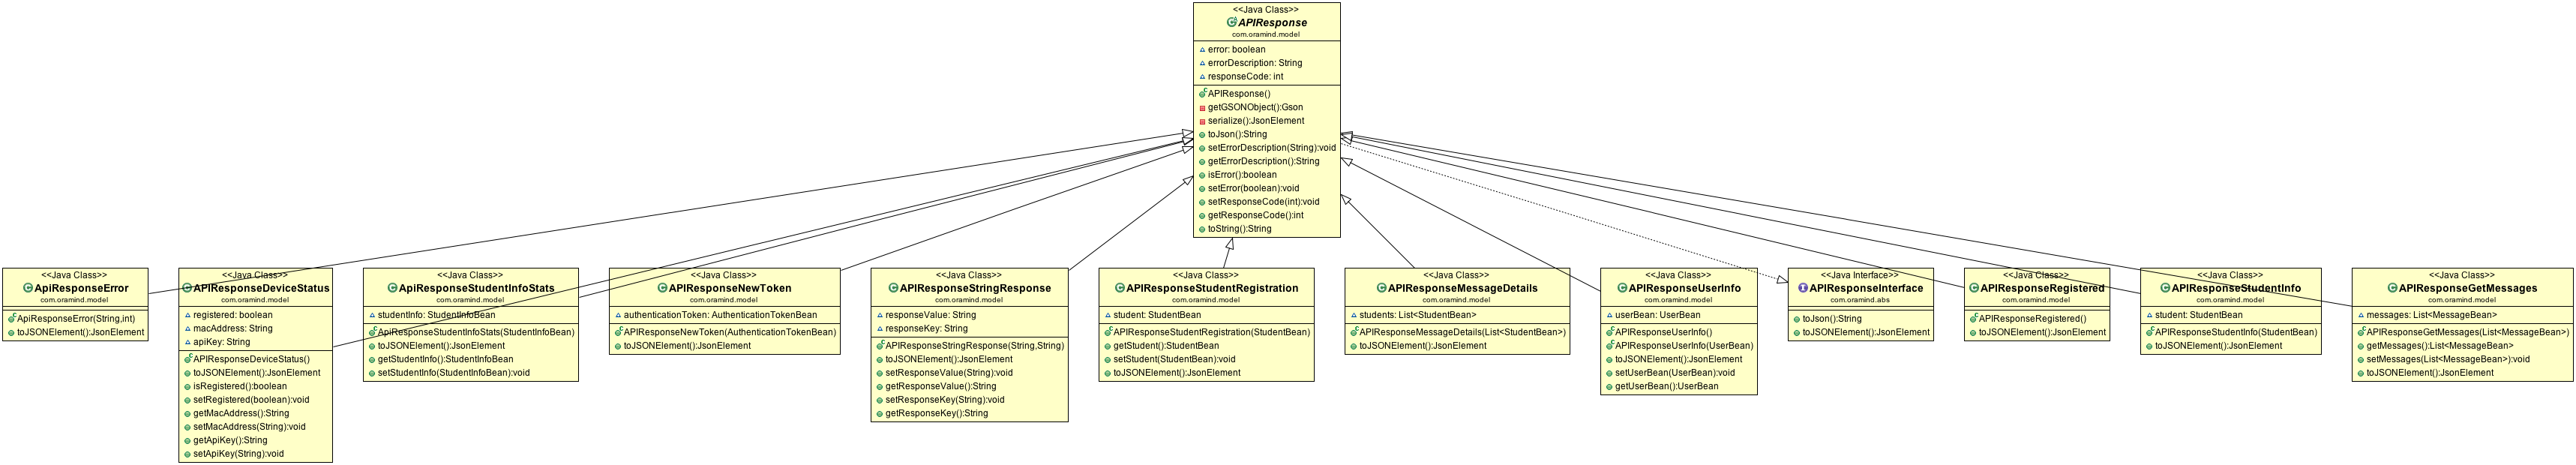 <<Java Class>>
APIResponse
com.oramind.model
error: boolean
errorDescription: String
responseCode: int
APIResponse()
getGSONObject():Gson
serialize():JsonElement
toJson():String
setErrorDescription(String):void
getErrorDescription():String
isError():boolean
setError(boolean):void
setResponseCode(int):void
getResponseCode():int
toString():String
<<Java Class>>
ApiResponseError
com.oramind.model
ApiResponseError(String,int)
toJSONElement():JsonElement
<<Java Class>>
APIResponseDeviceStatus
com.oramind.model
registered: boolean
macAddress: String
apiKey: String
APIResponseDeviceStatus()
toJSONElement():JsonElement
isRegistered():boolean
setRegistered(boolean):void
getMacAddress():String
setMacAddress(String):void
getApiKey():String
setApiKey(String):void
<<Java Class>>
ApiResponseStudentInfoStats
com.oramind.model
studentInfo: StudentInfoBean
ApiResponseStudentInfoStats(StudentInfoBean)
toJSONElement():JsonElement
getStudentInfo():StudentInfoBean
setStudentInfo(StudentInfoBean):void
<<Java Class>>
APIResponseNewToken
com.oramind.model
authenticationToken: AuthenticationTokenBean
APIResponseNewToken(AuthenticationTokenBean)
toJSONElement():JsonElement
<<Java Class>>
APIResponseStringResponse
com.oramind.model
responseValue: String
responseKey: String
APIResponseStringResponse(String,String)
toJSONElement():JsonElement
setResponseValue(String):void
getResponseValue():String
setResponseKey(String):void
getResponseKey():String
<<Java Class>>
APIResponseStudentRegistration
com.oramind.model
student: StudentBean
APIResponseStudentRegistration(StudentBean)
getStudent():StudentBean
setStudent(StudentBean):void
toJSONElement():JsonElement
<<Java Class>>
APIResponseMessageDetails
com.oramind.model
students: List<StudentBean>
APIResponseMessageDetails(List<StudentBean>)
toJSONElement():JsonElement
<<Java Class>>
APIResponseUserInfo
com.oramind.model
userBean: UserBean
APIResponseUserInfo()
APIResponseUserInfo(UserBean)
toJSONElement():JsonElement
setUserBean(UserBean):void
getUserBean():UserBean
<<Java Interface>>
APIResponseInterface
com.oramind.abs
toJson():String
toJSONElement():JsonElement
<<Java Class>>
APIResponseRegistered
com.oramind.model
APIResponseRegistered()
toJSONElement():JsonElement
<<Java Class>>
APIResponseStudentInfo
com.oramind.model
student: StudentBean
APIResponseStudentInfo(StudentBean)
toJSONElement():JsonElement
<<Java Class>>
APIResponseGetMessages
com.oramind.model
messages: List<MessageBean>
APIResponseGetMessages(List<MessageBean>)
getMessages():List<MessageBean>
setMessages(List<MessageBean>):void
toJSONElement():JsonElement